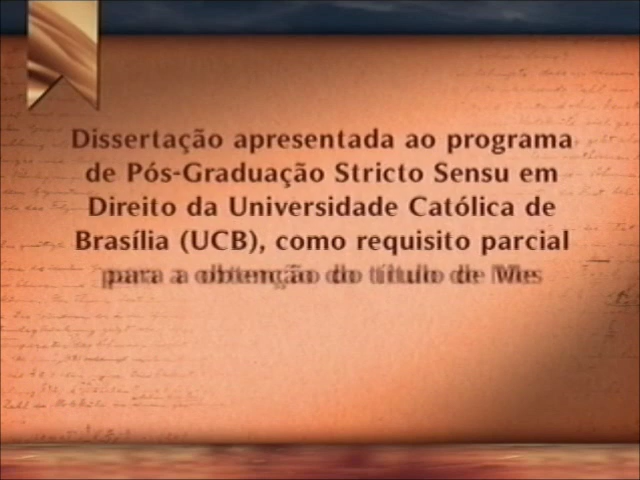 Dissertação apresentada ao programa
de Pós-Graduação Stricto Sensu em
Direito da Universidade Católica de
Brasília (UCB), como requisito parcial
para a obtenção do título de Mes